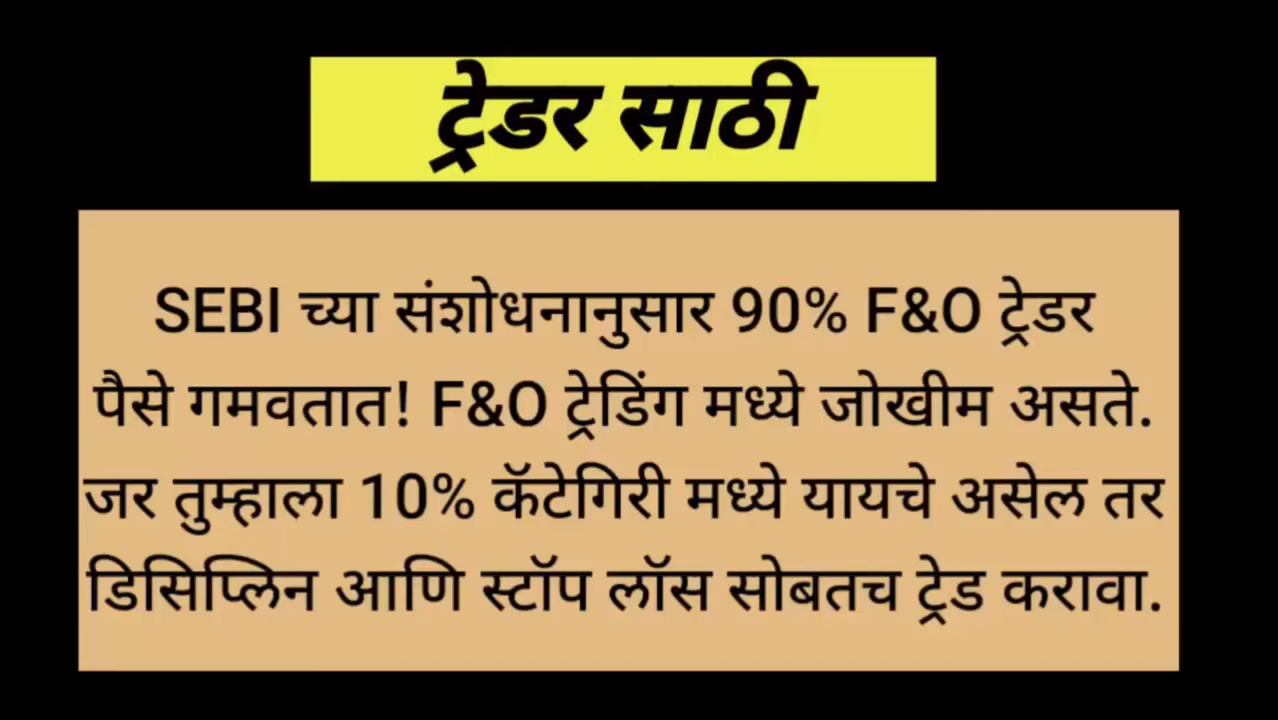 ट्रेडर साठी
SEBI च्या संशोधनानुसार 90% F&O ट्रेडर
पैसे गमवतात! F&O ट्रेडिंग मध्ये जोखीम असते.
जर तुम्हाला 10% कॅटेगिरी मध्ये यायचे असेल तर
डिसिप्लिन आणि स्टॉप लॉस सोबतच ट्रेड करावा.